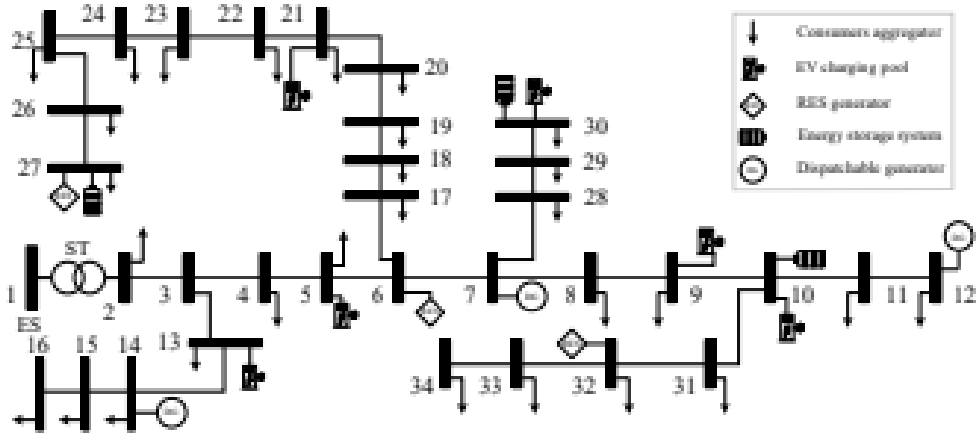 24 23 22 21
25
20
26
19
18
27
17
30
29
28
Consumers aggregator
EV charging pool
RES generator
Energy storage system
Dispatchable generator
ST
1 2 3 4 5 6 7 8 9 10 11 12
ES
16 15 14 13
34 33 32 31